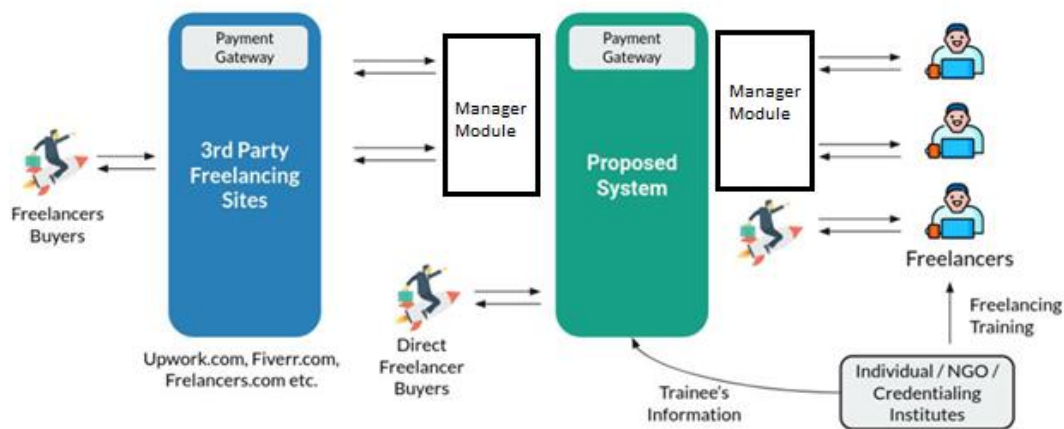 Payment
Gateway
3rd Party
Freelancing
Sites
Freelancers
Buyers
Upwork.com, Fiverr.com,
Frelancers.com etc.
Manager
Module
Direct
Freelancer
Buyers
Payment
Gateway
Proposed
System
Manager
Module
Freelancers
Freelancing
Training
Individual / NGO /
Credentialing
Institutes
Trainee's
Information